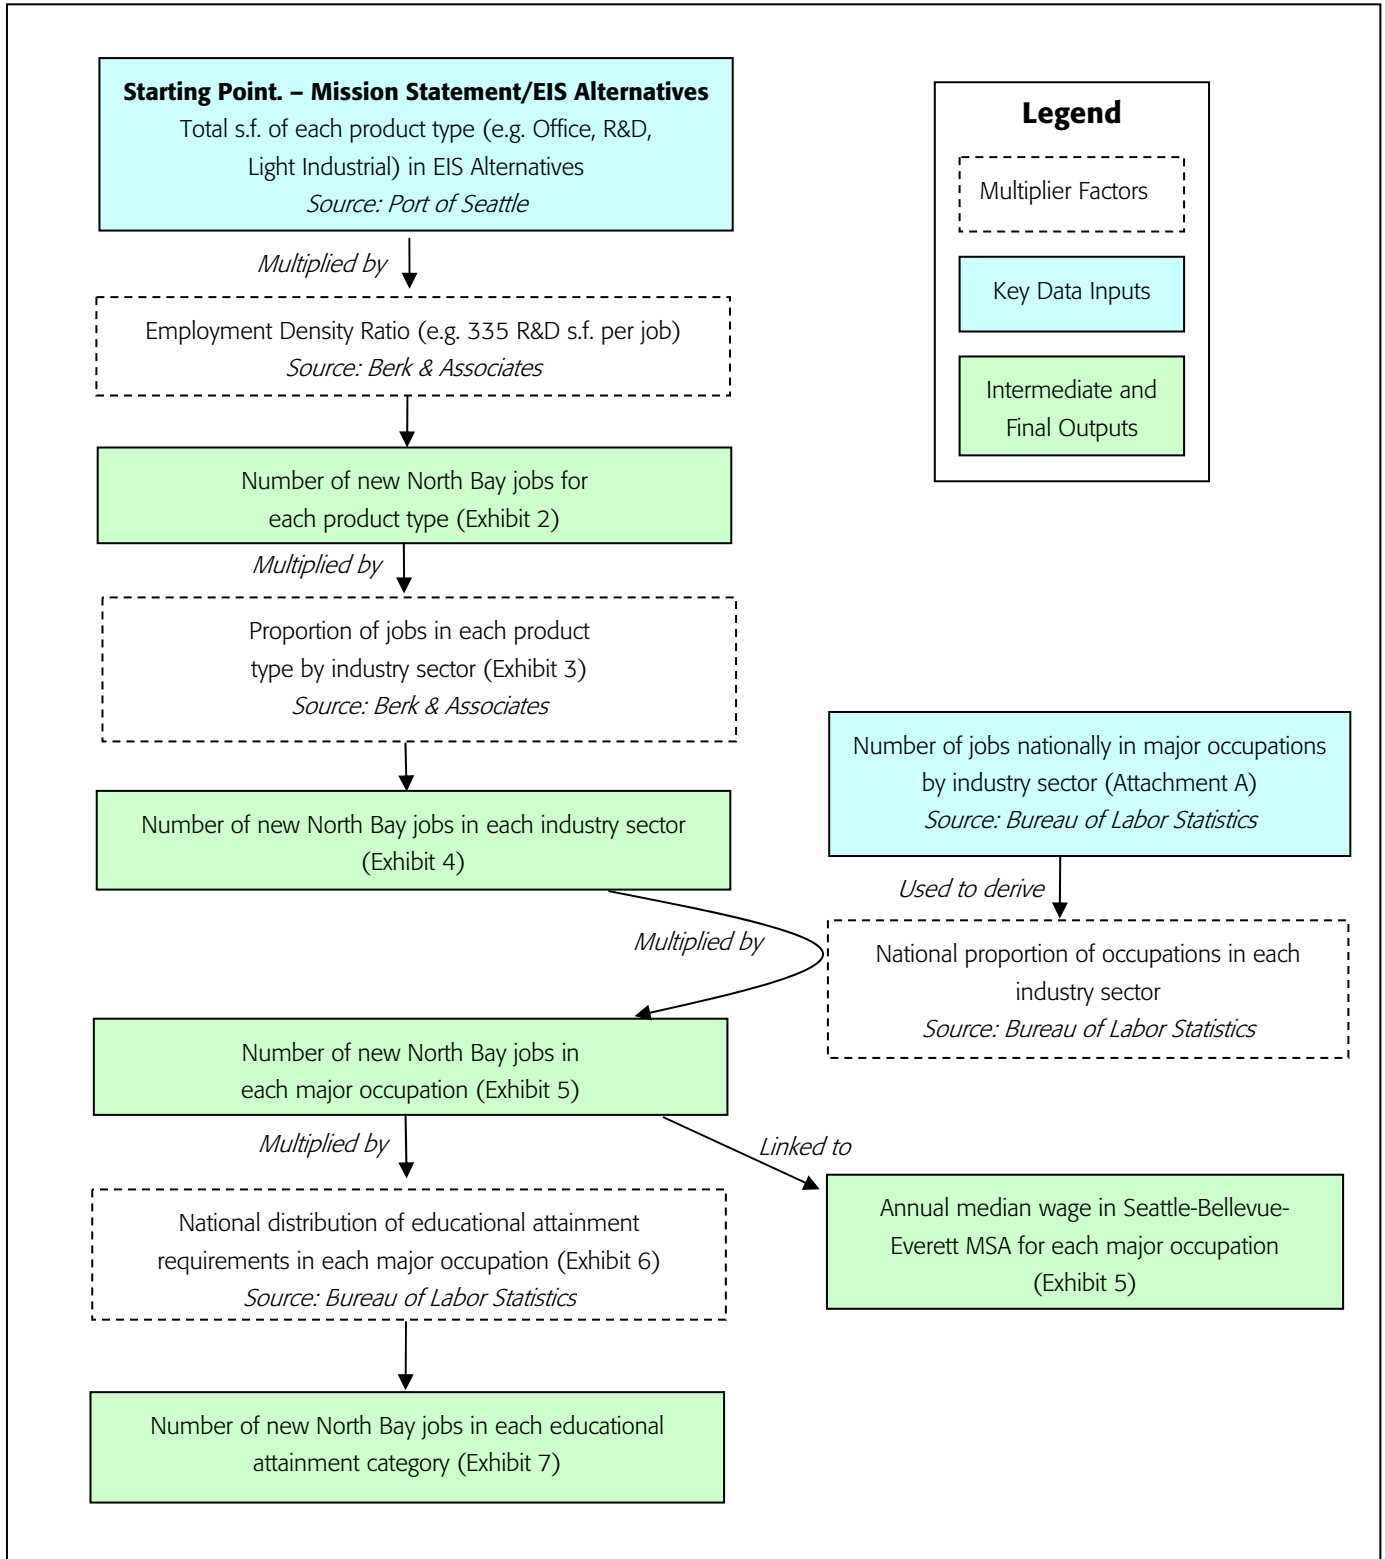 Starting Point. – Mission Statement/EIS Alternatives
Total s.f. of each product type (e.g. Office, R&D,
Light Industrial) in EIS Alternatives
Source: Port of Seattle
Multiplied by
Employment Density Ratio (e.g. 335 R&D s.f. per job)
Source: Berk & Associates
Number of new North Bay jobs for
each product type (Exhibit 2)
Multiplied by
Proportion of jobs in each product
type by industry sector (Exhibit 3)
Source: Berk & Associates
Number of new North Bay jobs in each industry sector
(Exhibit 4)
Multiplied by
Number of new North Bay jobs in
each major occupation (Exhibit 5)
Multiplied by
National distribution of educational attainment
requirements in each major occupation (Exhibit 6)
Source: Bureau of Labor Statistics
Number of new North Bay jobs in each educational
attainment category (Exhibit 7)
Legend
Multiplier Factors
Key Data Inputs
Intermediate and
Final Outputs
Number of jobs nationally in major occupations
by industry sector (Attachment A)
Source: Bureau of Labor Statistics
Used to derive
National proportion of occupations in each
industry sector
Source: Bureau of Labor Statistics
Linked to
Annual median wage in Seattle-Bellevue-
Everett MSA for each major occupation
(Exhibit 5)